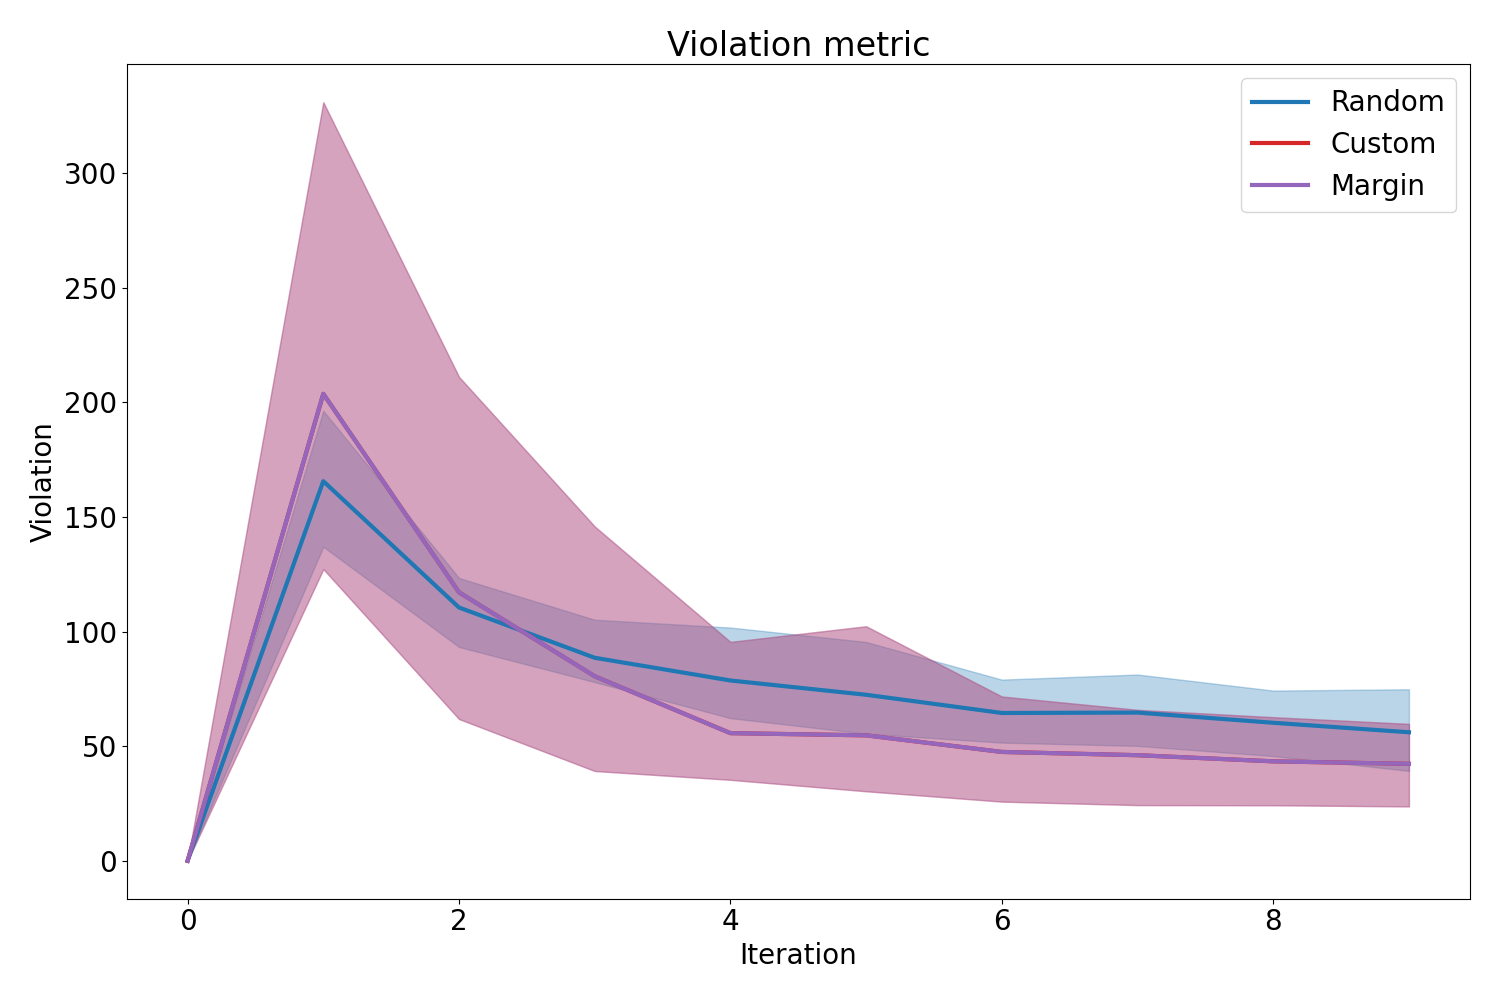 Violation metric
Random
Custom
Margin
300
250
200
150
100
50
0
Violation
0 2 4 6 8
Iteration